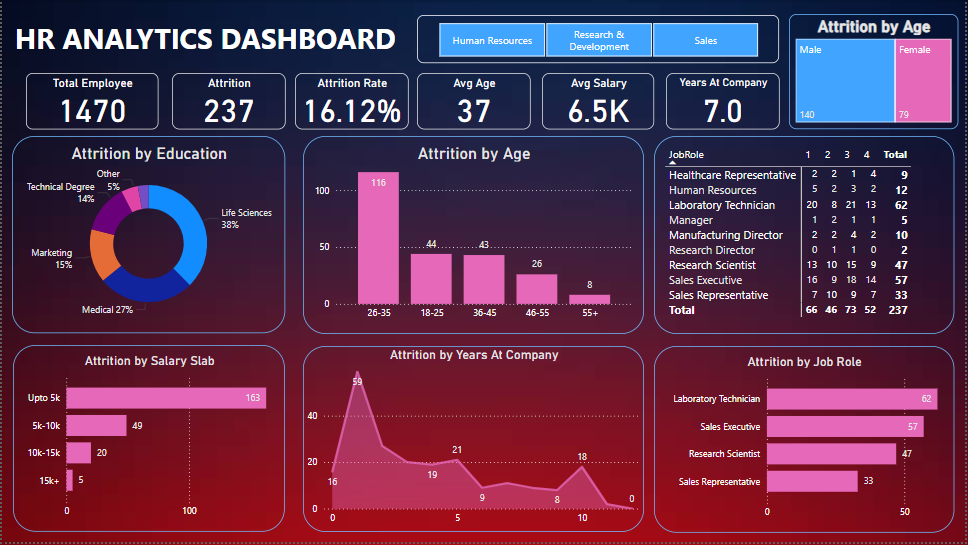 HR ANALYTICS DASHBOARD
Human Resources
Research &
Development
Sales
Attrition by Age
Male
Female
140
79
Total Employee
1470
Attrition
237
Attrition Rate
16.12%
Avg Age
37
Avg Salary
6.5K
Years At Company
7.0
Attrition by Education
Other
5%
Technical Degree
14%
Life Sciences
38%
Marketing
15%
Medical 27%
Attrition by Age
100
50
0
116
44
43
26
8
26-35 18-25 36-45 46-55 55+
JobRole 1 2 3 4 Total
Healthcare Representative 2 2 1 4 9
Human Resources 5 2 3 2 12
Laboratory Technician 20 8 21 13 62
Manager 1 2 1 1 5
Manufacturing Director 2 2 4 2 10
Research Director 0 1 1 0 2
Research Scientist 13 10 15 9 47
Sales Executive 16 9 18 14 57
Sales Representative 7 10 9 7 33
Total 66 46 73 52 237
Attrition by Salary Slab
Upto 5k 163
5k-10k 49
10k-15k 20
15k+ 5
0 100
Attrition by Years At Company
40
20
0
16
59
19
21
9
8
18
0
0 5 10
Attrition by Job Role
Laboratory Technician 62
Sales Executive 57
Research Scientist 47
Sales Representative 33
0 50